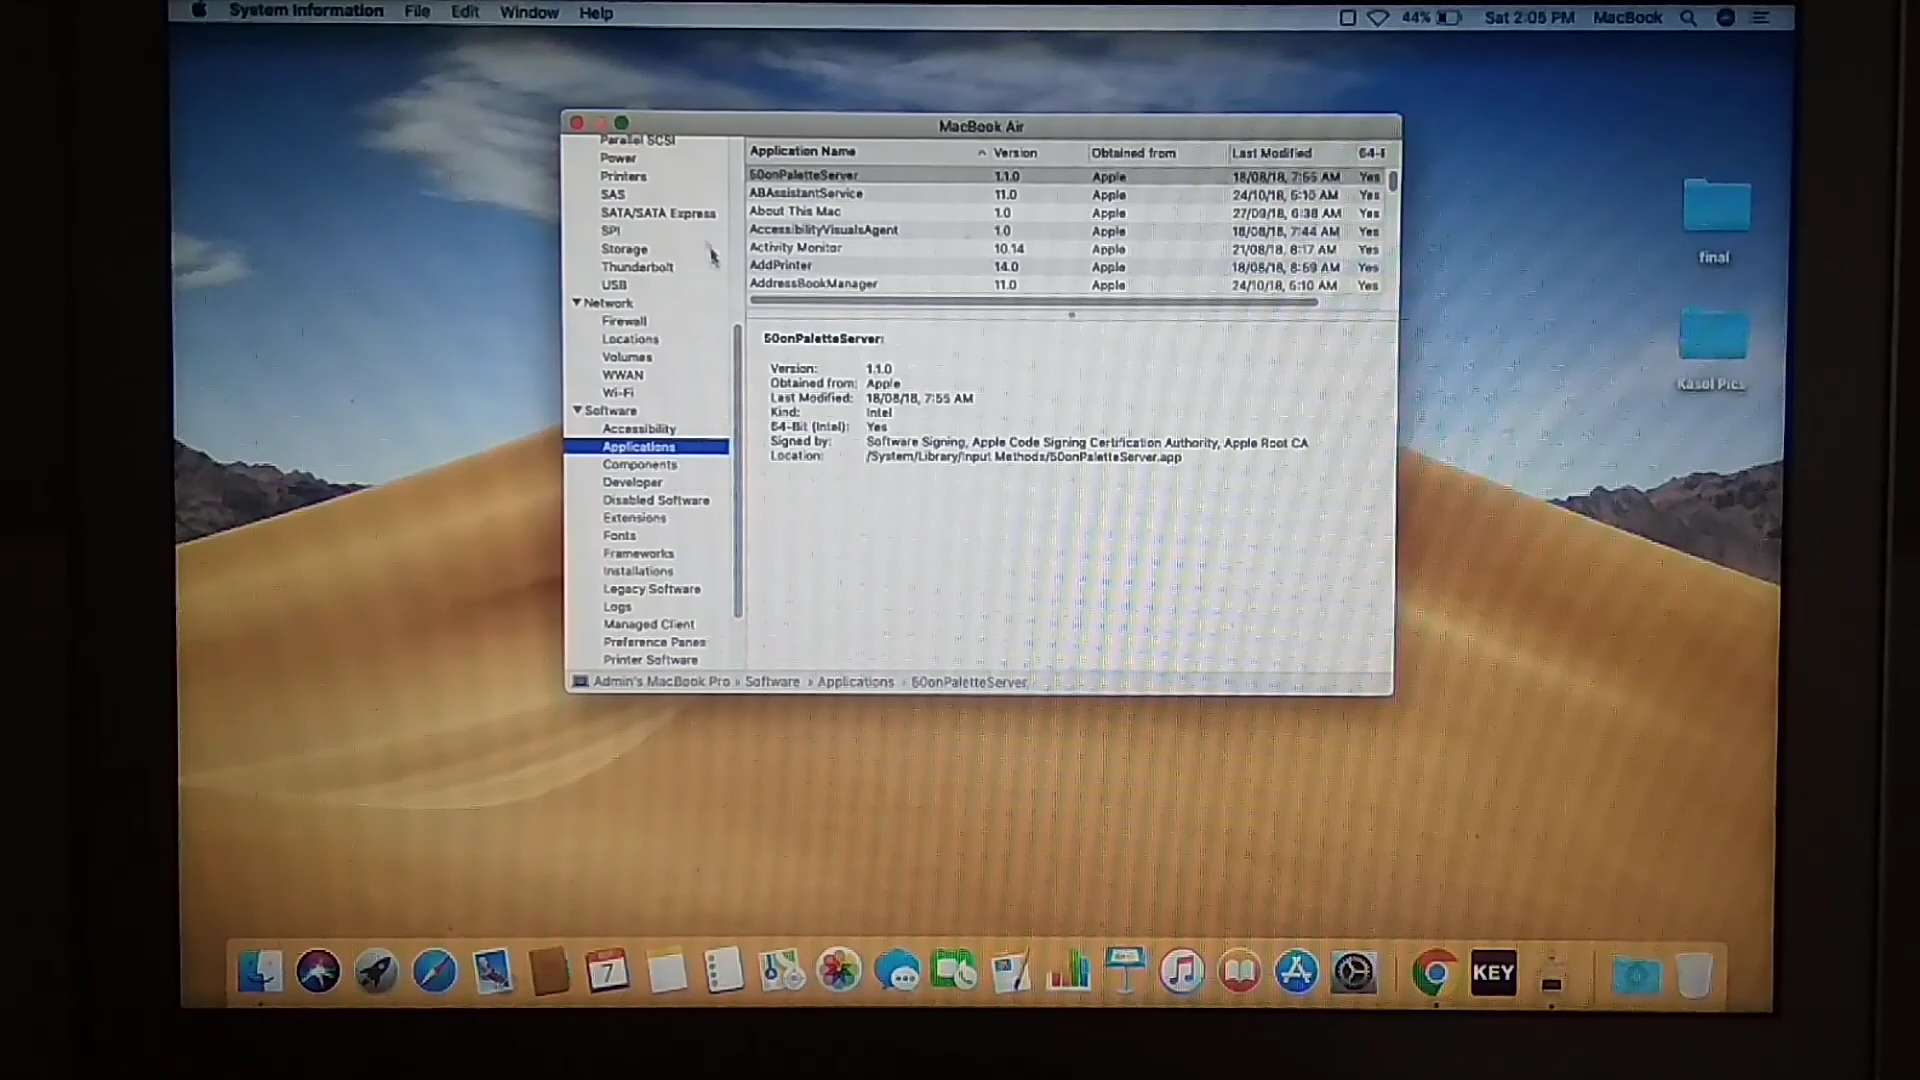 System Information File Edit Window Help
44% Sat 2:05 PM MacBook
MacBook Air
Parallel SCSI
Power
Printers
SAS
SATA/SATA Express
SPI
Storage
Thunderbolt
USB
Network
Firewall
Locations
Volumes
WWAN
Wi-Fi
Software
Accessibility
Applications
Components
Developer
Disabled Software
Extensions
Fonts
Frameworks
Installations
Legacy Software
Logs
Managed Client
Preference Panes
Printer Software
Application Name Version Obtained from Last Modified 64-
50onPaletteServer 1.1.0 Apple 18/08/18, 7:55 AM Yes
ABAssistantService 11.0 Apple 24/10/18, 5:10 AM Yes
About This Mac 1.0 Apple 27/09/18, 6:38 AM Yes
AccessibilityVisualsAgent 1.0 Apple 18/08/18, 7:44 AM Yes
Activity Monitor 10.14 Apple 21/08/18, 8:17 AM Yes
AddPrinter 14.0 Apple 18/08/18, 8:59 AM Yes
AddressBookManager 11.0 Apple 24/10/18, 5:10 AM Yes
50onPaletteServer:
Version: 1.1.0
Obtained from: Apple
Last Modified: 18/08/18, 7:55 AM
Kind: Intel
64-Bit (Intel): Yes
Signed by: Software Signing, Apple Code Signing Certification Authority, Apple Root CA
Location: /System/Library/Input Methods/50onPaletteServer.app
Admin's MacBook Pro › Software › Applications › 50onPaletteServer
final
Kasol Pics
7
KEY